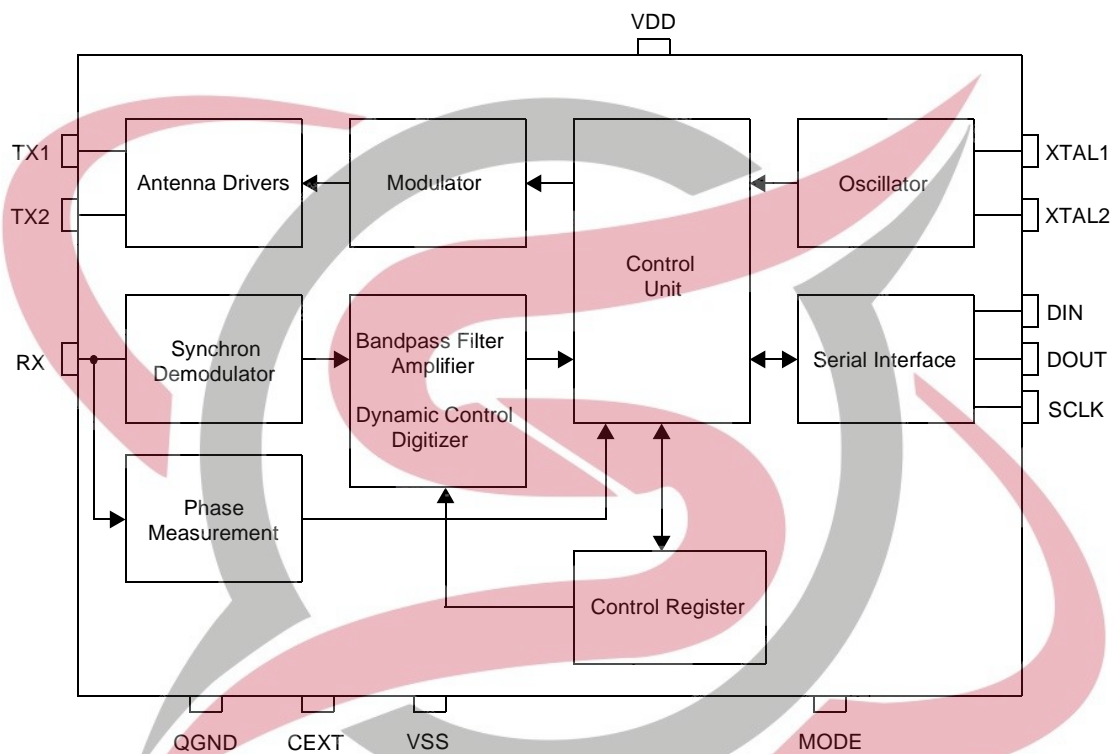 VDD
TX1
Antenna Drivers
Modulator
Oscillator
XTAL1
TX2
XTAL2
Control
Unit
DIN
RX
Synchron
Demodulator
Bandpass Filter
Amplifier
Dynamic Control
Digitizer
Serial Interface
DOUT
SCLK
Phase
Measurement
Control Register
QGND
CEXT
VSS
MODE